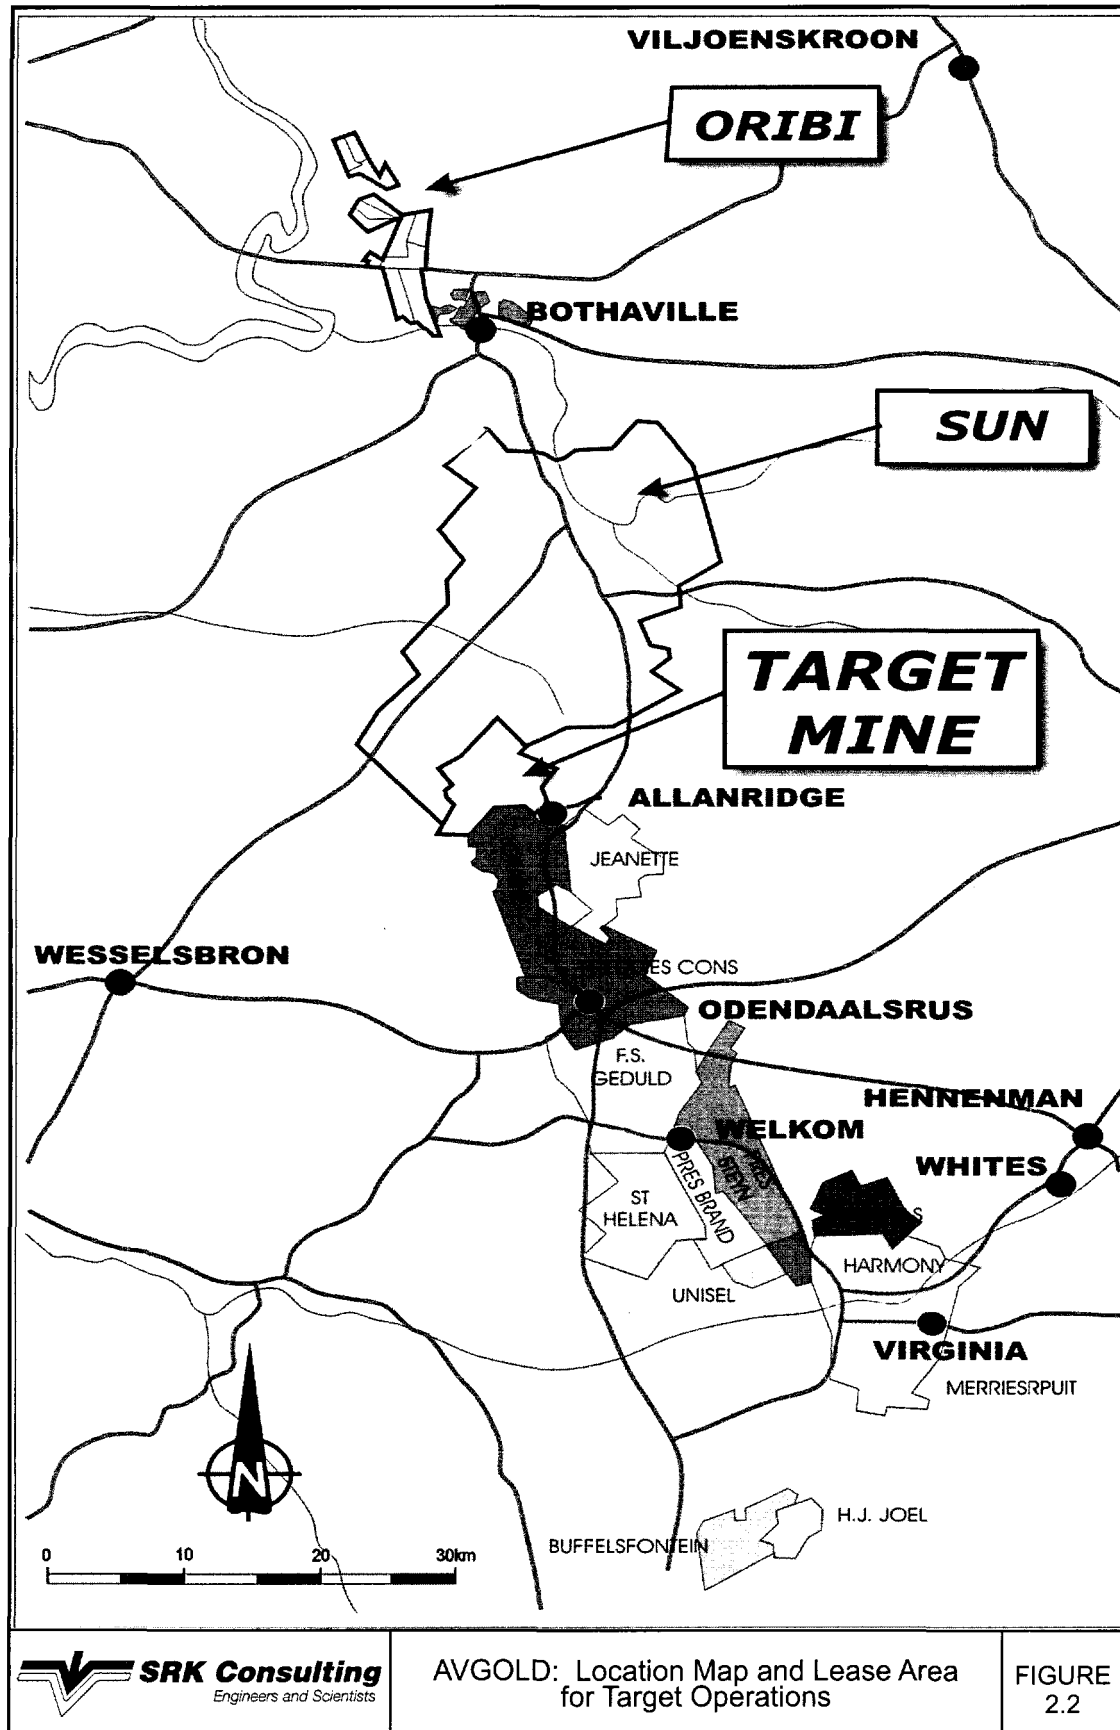 VILJOENSKROON
ORIBI
BOTHAVILLE
SUN
TARGET
MINE
ALLANRIDGE
JEANETTE
WESSELSBRON
ES CONS
ODENDAALSRUS
F.S.
GEDULD
HENNENMAN
WELKOM
WHITES
PRES
STEYN
PRES BRAND
ST
HELENA
S
HARMONY
UNISEL
VIRGINIA
MERRIESRPUIT
N
H.J. JOEL
BUFFELSFONTEIN
0 10 20 30km
SRK Consulting
Engineers and Scientists
AVGOLD: Location Map and Lease Area
for Target Operations
FIGURE
2.2